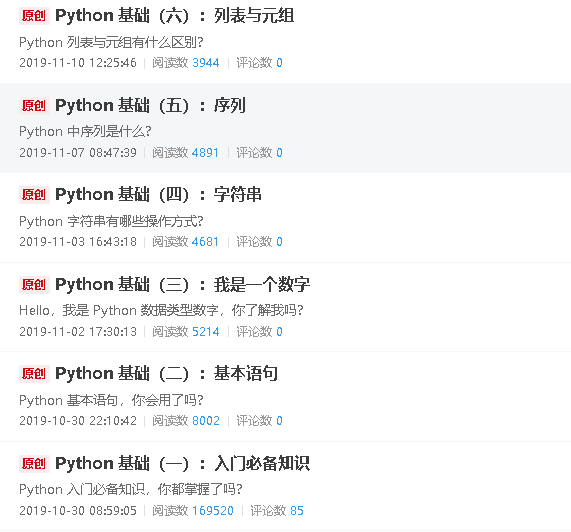 原创 Python 基础（六）：列表与元组
Python 列表与元组有什么区别?
2019-11-10 12:25:46 | 阅读数 3944 | 评论数 0
原创 Python 基础（五）：序列
Python 中序列是什么?
2019-11-07 08:47:39 | 阅读数 4891 | 评论数 0
原创 Python 基础（四）：字符串
Python 字符串有哪些操作方式?
2019-11-03 16:43:18 | 阅读数 4681 | 评论数 0
原创 Python 基础（三）：我是一个数字
Hello，我是 Python 数据类型数字，你了解我吗?
2019-11-02 17:30:13 | 阅读数 5214 | 评论数 0
原创 Python 基础（二）：基本语句
Python 基本语句，你会用了吗?
2019-10-30 22:10:42 | 阅读数 8002 | 评论数 0
原创 Python 基础（一）：入门必备知识
Python 入门必备知识，你都掌握了吗?
2019-10-30 08:59:05 | 阅读数 169520 | 评论数 85